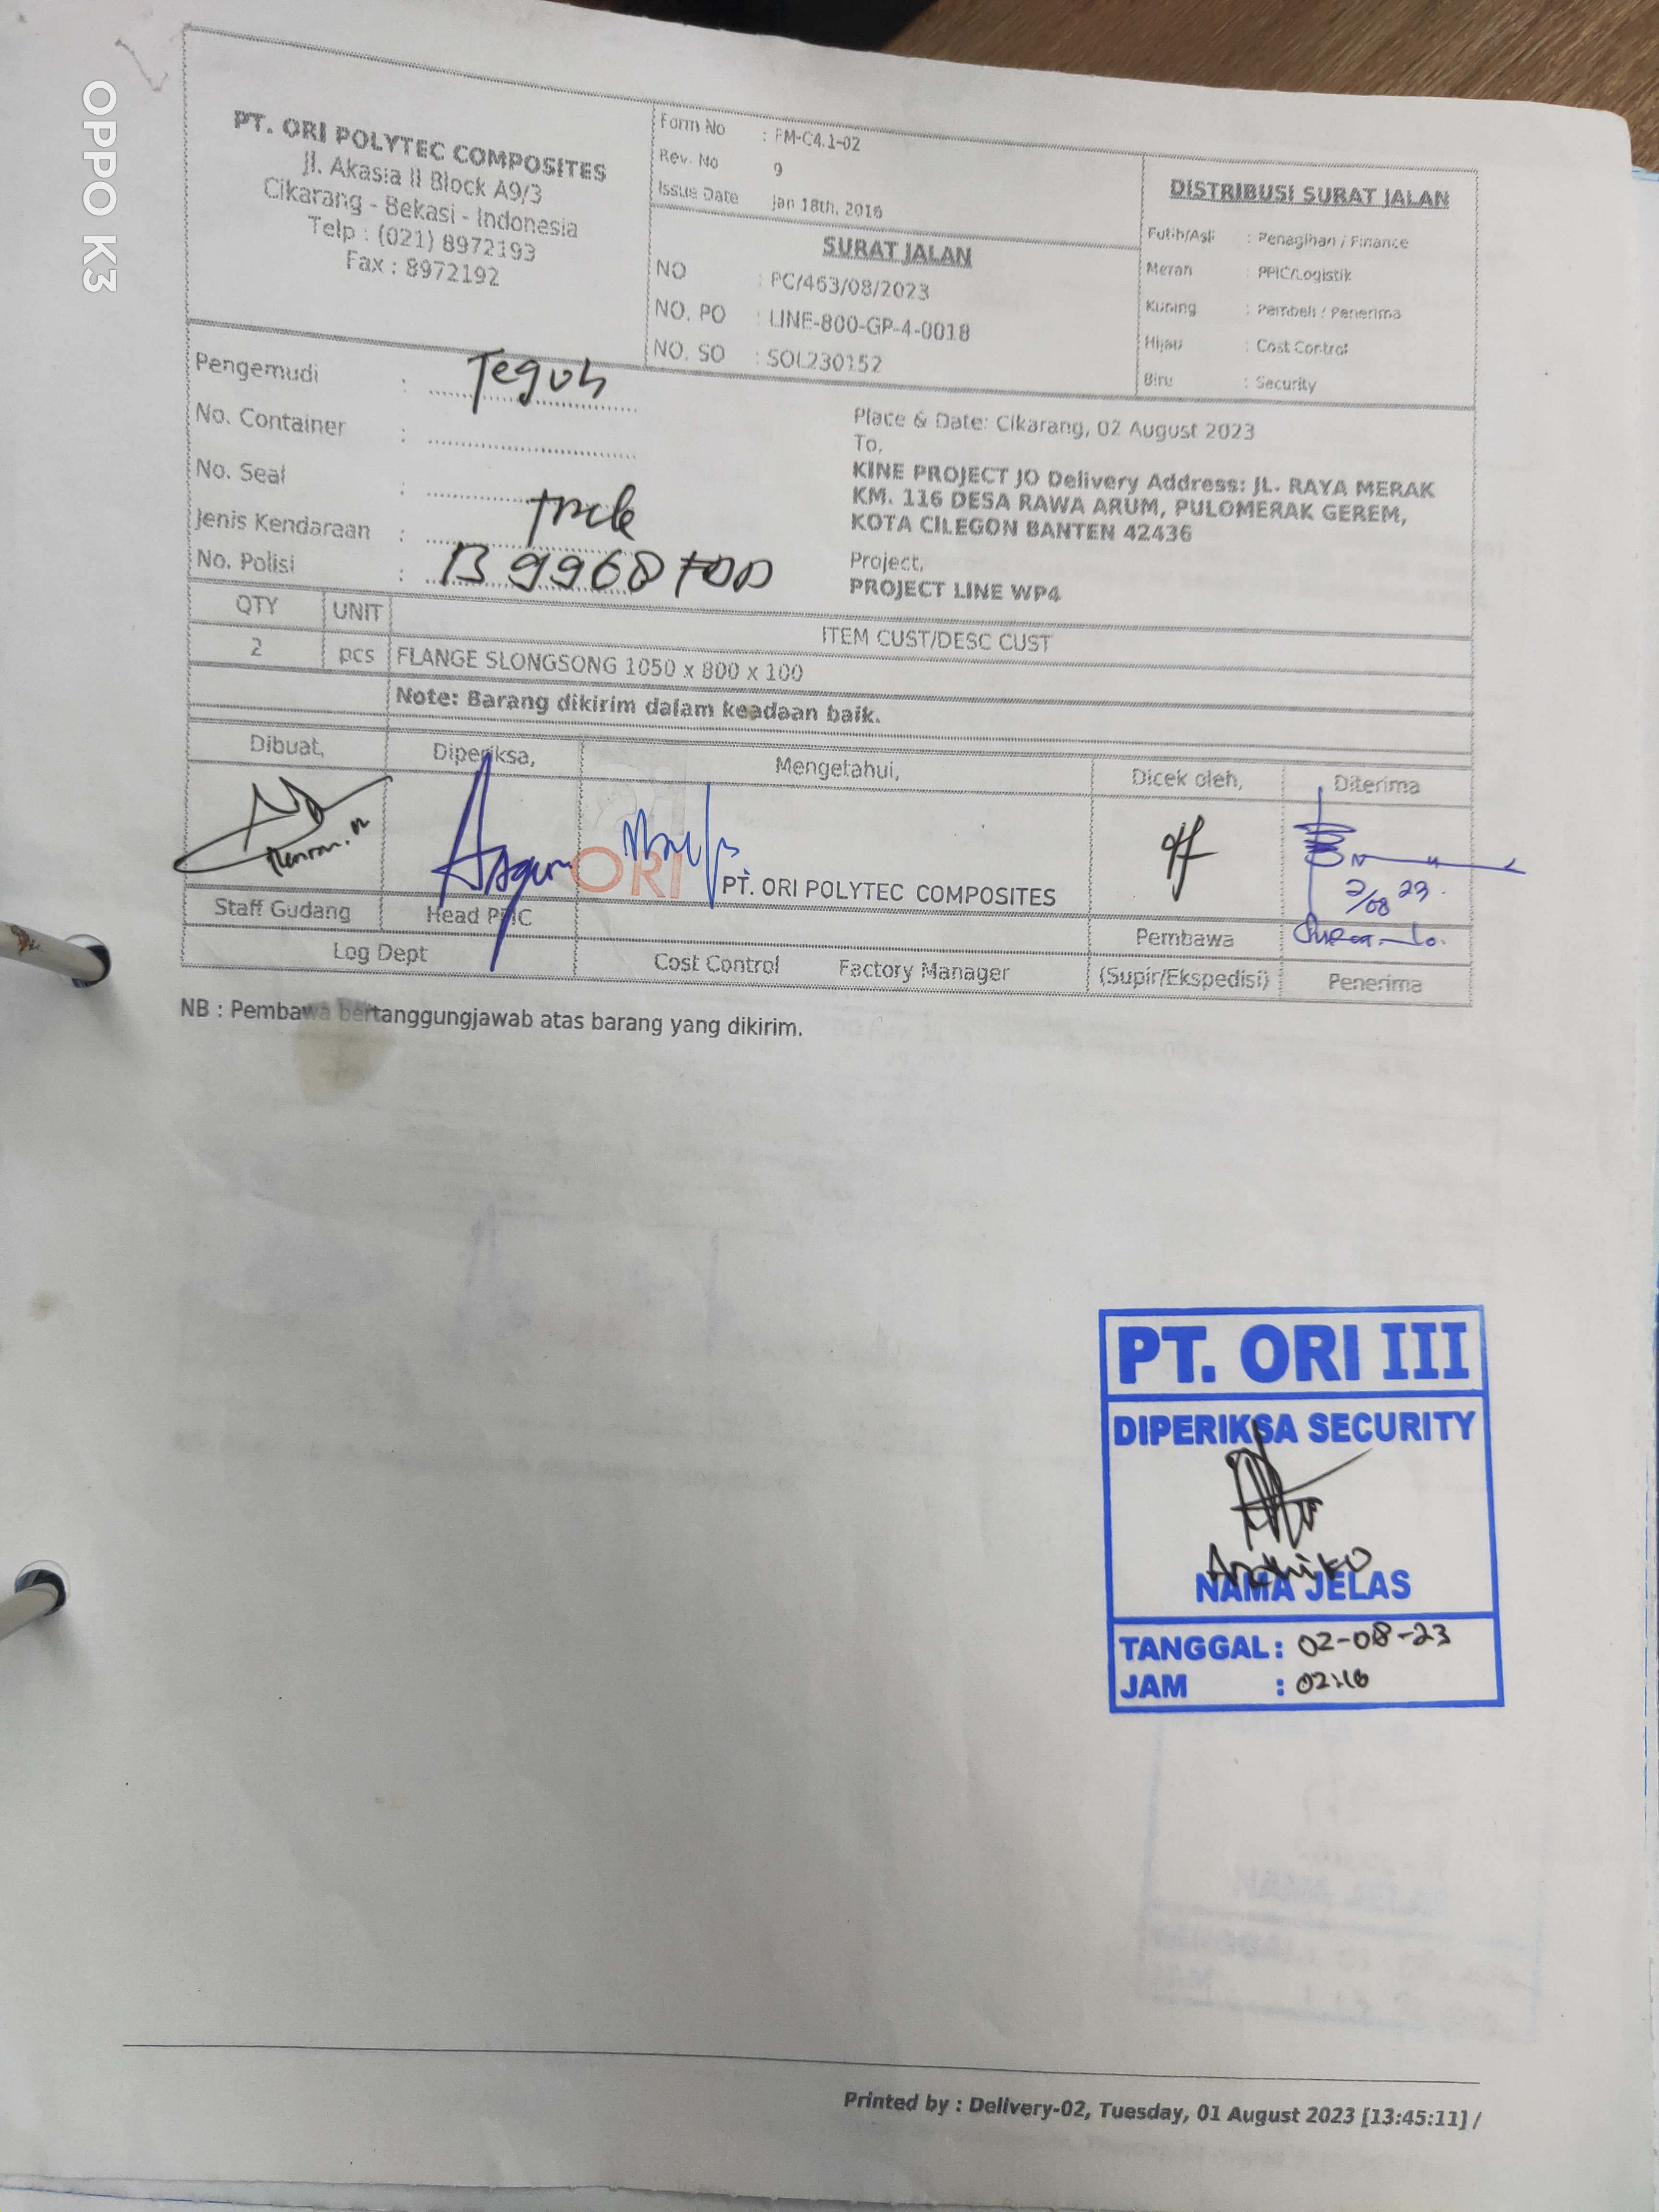 OPPO K3
PT. ORI POLYTEC COMPOSITES
Jl. Akasia II Block A9/3
Cikarang - Bekasi - Indonesia
Telp : (021) 8972193
Fax : 8972192
Form No : FM-C4.1-02
Rev. No 9
Issue Date Jan 18th, 2016
SURAT JALAN
NO : PC/463/08/2023
NO. PO : LINE-800-GP-4-0018
NO. SO : SOL230152
DISTRIBUSI SURAT JALAN
Putih/Asli : Penagihan / Finance
Merah : PPIC/Logistik
Kuning : Pembeli / Penerima
Hijau : Cost Control
Biru : Security
Pengemudi : Teguh
No. Container :
No. Seal :
Jenis Kendaraan : truck
No. Polisi : B 9968
Place & Date: Cikarang, 02 August 2023
To,
KINE PROJECT JO Delivery Address: JL. RAYA MERAK
KM. 116 DESA RAWA ARUM, PULOMERAK GEREM,
KOTA CILEGON BANTEN 42436
Project,
PROJECT LINE WP4
QTY UNIT ITEM CUST/DESC CUST
2 pcs FLANGE SLONGSONG 1050 x 800 x 100
Note: Barang dikirim dalam keadaan baik.
Dibuat, Diperiksa, Mengetahui, Dicek oleh, Diterima
ORI PT. ORI POLYTEC COMPOSITES
2/08 23.
Staff Gudang Head PPIC Pembawa
Log Dept Cost Control Factory Manager (Supir/Ekspedisi) Penerima
NB : Pembawa bertanggungjawab atas barang yang dikirim.
PT. ORI III
DIPERIKSA SECURITY
Andhika
NAMA JELAS
TANGGAL : 02-08-23
JAM : 02:10
Printed by : Delivery-02, Tuesday, 01 August 2023 [13:45:11] /